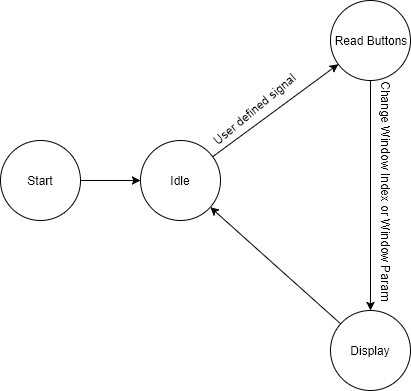 Read Buttons
User defined signal
Change Window Index or Window Param
Start
Idle
Display